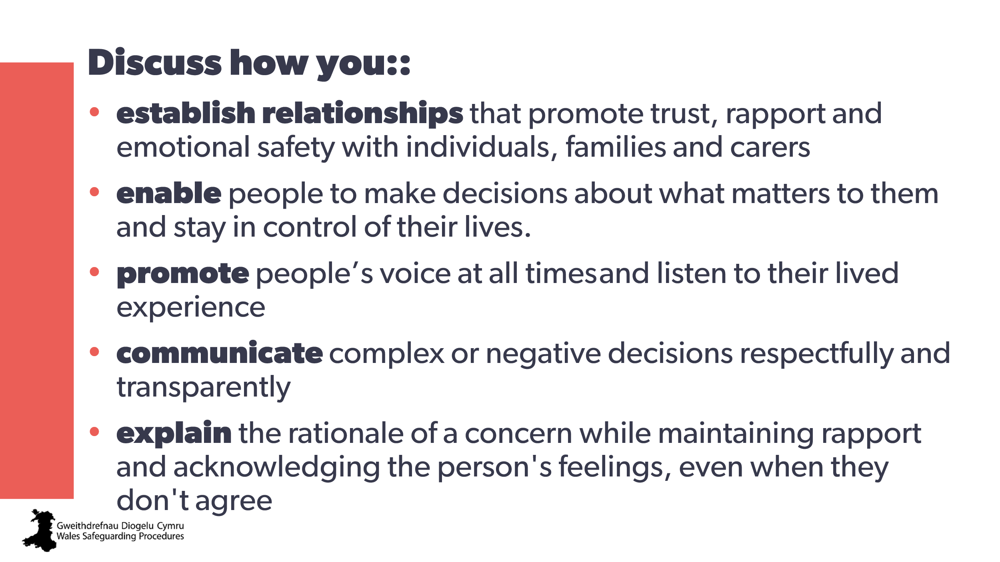 Discuss how you::
• establish relationships that promote trust, rapport and
emotional safety with individuals, families and carers
• enable people to make decisions about what matters to them
and stay in control of their lives.
• promote people’s voice at all timesand listen to their lived
experience
• communicate complex or negative decisions respectfully and
transparently
• explain the rationale of a concern while maintaining rapport
and acknowledging the person's feelings, even when they
don't agree
Gweithdrefnau Diogelu Cymru
Wales Safeguarding Procedures